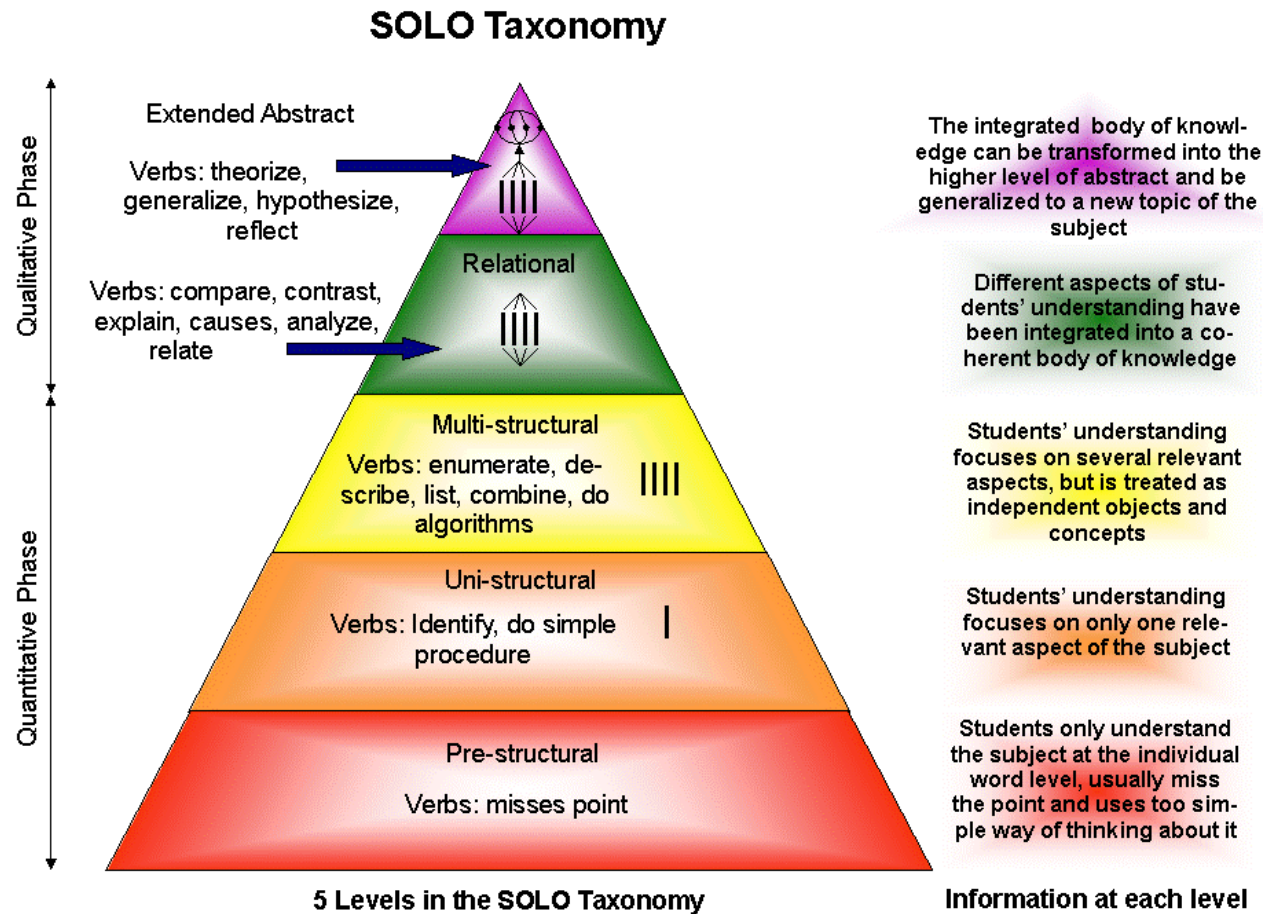 SOLO Taxonomy
Qualitative Phase
Extended Abstract
Verbs: theorize,
generalize, hypothesize,
reflect
The integrated body of knowl-
edge can be transformed into the
higher level of abstract and be
generalized to a new topic of the
subject
Relational
Verbs: compare, contrast,
explain, causes, analyze,
relate
Different aspects of stu-
dents' understanding have
been integrated into a co-
herent body of knowledge
Quantitative Phase
Multi-structural
Verbs: enumerate, de-
scribe, list, combine, do
algorithms
Students' understanding
focuses on several relevant
aspects, but is treated as
independent objects and
concepts
Uni-structural
Verbs: Identify, do simple
procedure
Students' understanding
focuses on only one rele-
vant aspect of the subject
Pre-structural
Verbs: misses point
Students only understand
the subject at the individual
word level, usually miss
the point and uses too sim-
ple way of thinking about it
5 Levels in the SOLO Taxonomy
Information at each level